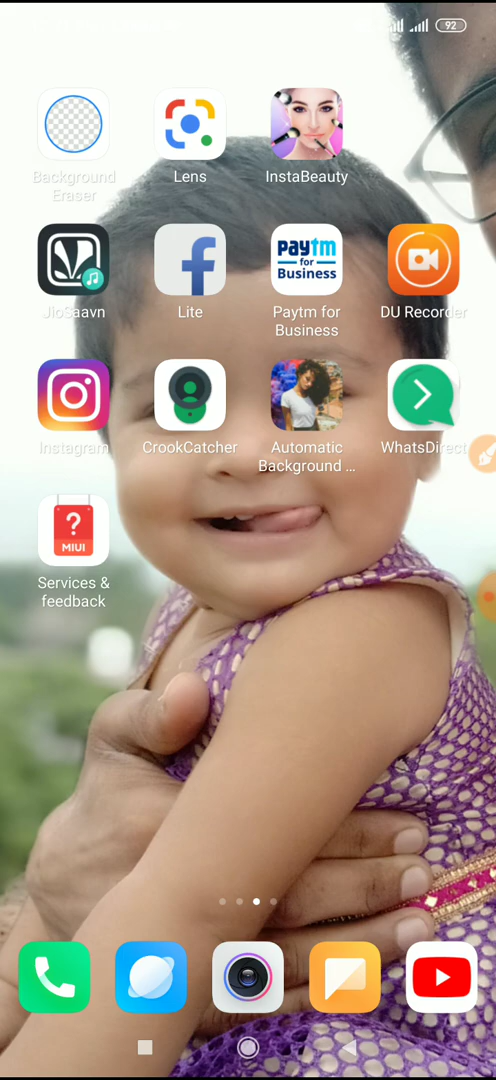 92
Background
Eraser
Lens
InstaBeauty
JioSaavn
Lite
paytm
for
Business
Paytm for
Business
DU Recorder
Instagram
CrookCatcher
Automatic
Background ...
WhatsDirect
?
MIUI
Services &
feedback